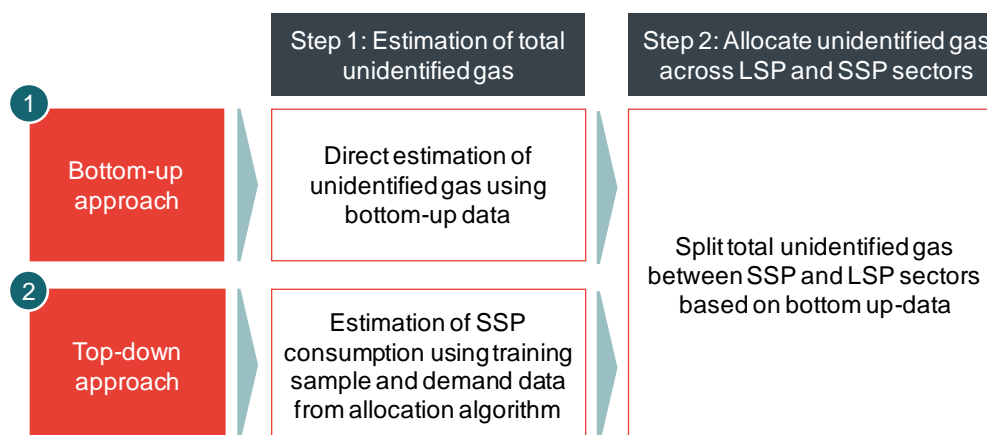 Step 1: Estimation of total
unidentified gas
Step 2: Allocate unidentified gas
across LSP and SSP sectors
1
Bottom-up
approach
Direct estimation of
unidentified gas using
bottom-up data
2
Top-down
approach
Estimation of SSP
consumption using training
sample and demand data
from allocation algorithm
Split total unidentified gas
between SSP and LSP sectors
based on bottom up-data